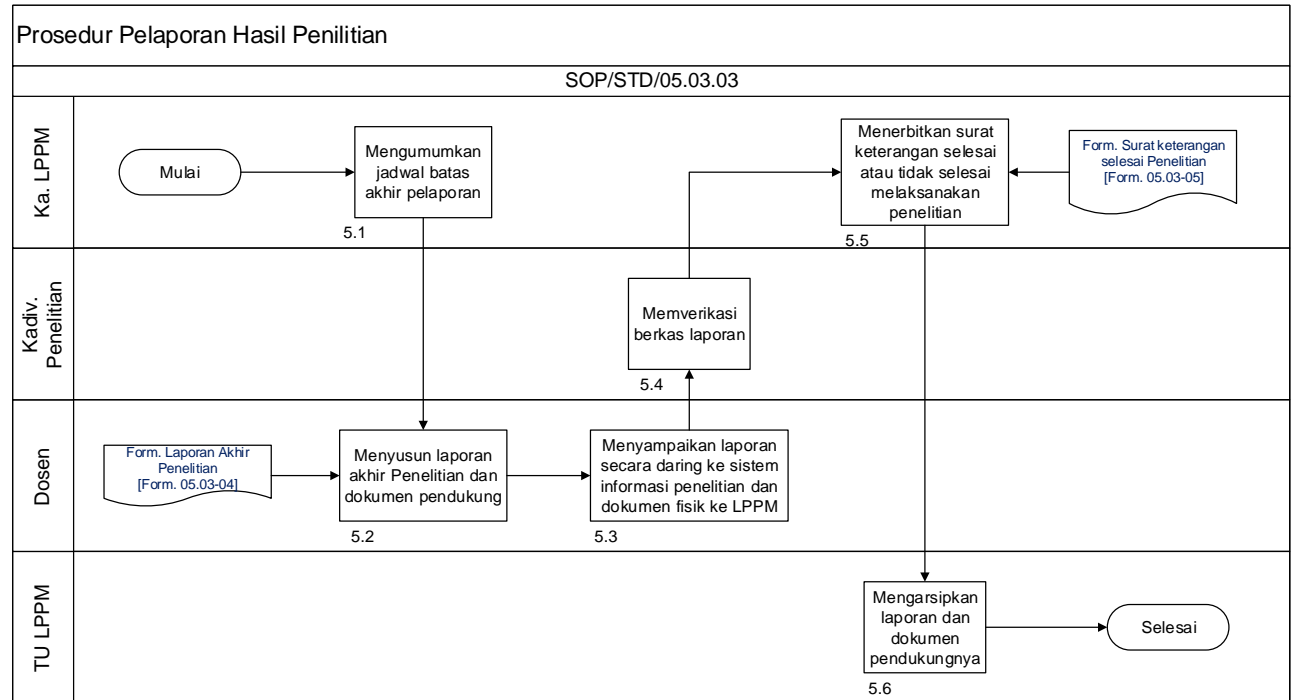 Prosedur Pelaporan Hasil Penilitian
SOP/STD/05.03.03
Ka. LPPM
Mulai
Mengumumkan
jadwal batas
akhir pelaporan
5.1
Menerbitkan surat
keterangan selesai
atau tidak selesai
melaksanakan
penelitian
5.5
Form. Surat keterangan
selesai Penelitian
[Form. 05.03-05]
Kadiv.
Penelitian
Memverikasi
berkas laporan
5.4
Dosen
Form. Laporan Akhir
Penelitian
[Form. 05.03-04]
Menyusun laporan
akhir Penelitian dan
dokumen pendukung
5.2
Menyampaikan laporan
secara daring ke sistem
informasi penelitian dan
dokumen fisik ke LPPM
5.3
TU LPPM
Mengarsipkan
laporan dan
dokumen
pendukungnya
5.6
Selesai